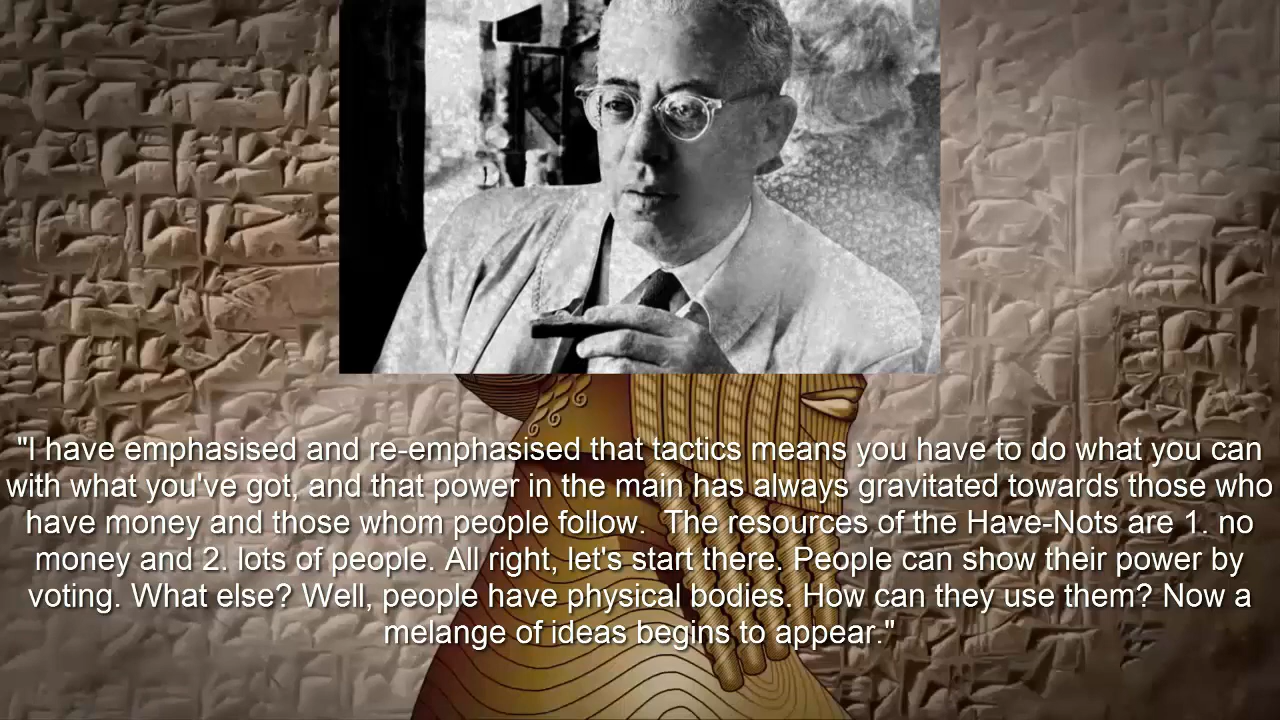 "I have emphasised and re-emphasised that tactics means you have to do what you can
with what you've got, and that power in the main has always gravitated towards those who
have money and those whom people follow.  The resources of the Have-Nots are 1. no
money and 2. lots of people. All right, let's start there. People can show their power by
voting. What else? Well, people have physical bodies. How can they use them? Now a
melange of ideas begins to appear."